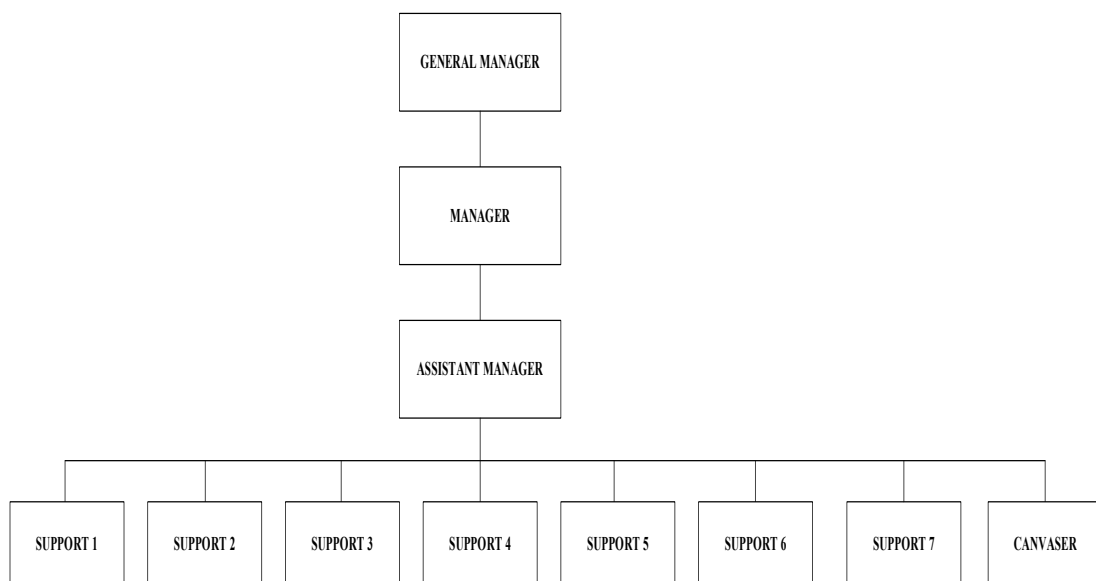 GENERAL MANAGER
MANAGER
ASSISTANT MANAGER
SUPPORT 1
SUPPORT 2
SUPPORT 3
SUPPORT 4
SUPPORT 5
SUPPORT 6
SUPPORT 7
CANVASER